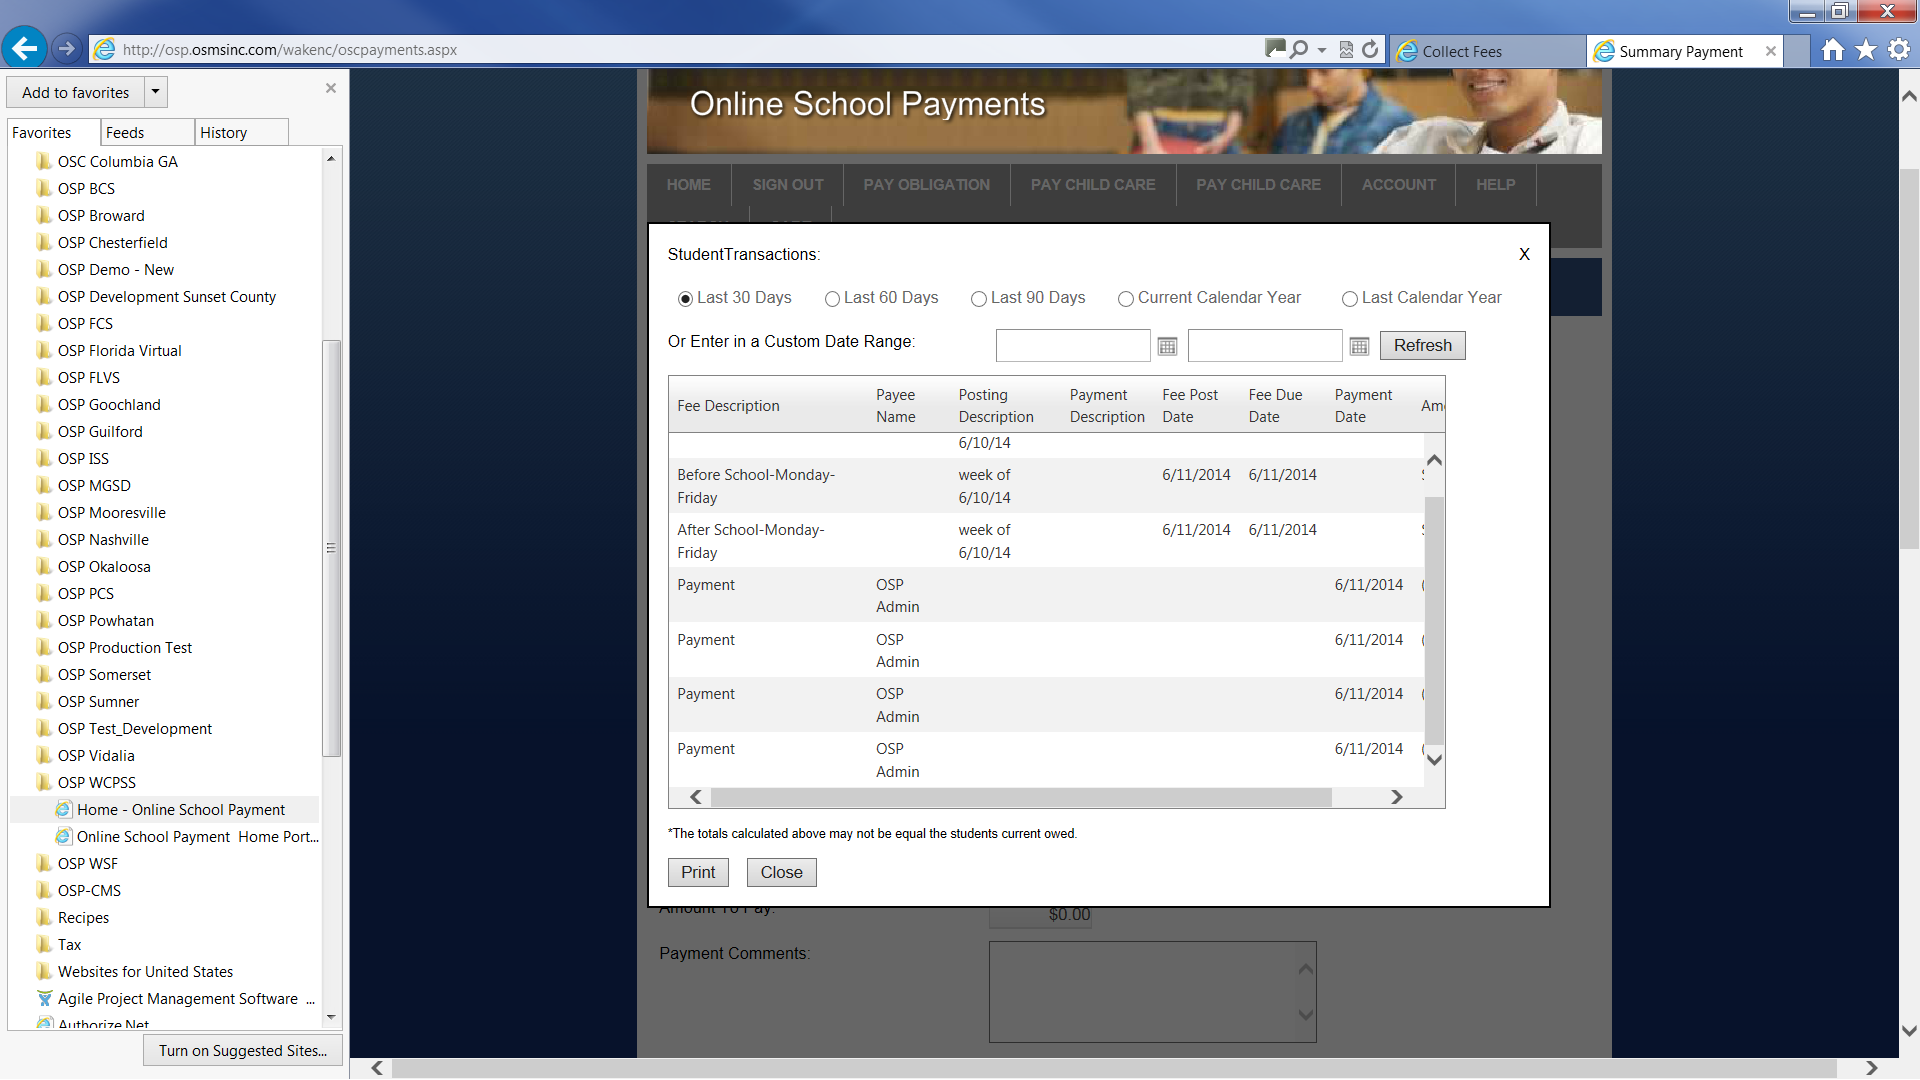 http://osp.osmsinc.com/wakenc/oscpayments.aspx
Collect Fees
Summary Payment
Add to favorites
Favorites
Feeds
History
OSC Columbia GA
OSP BCS
OSP Broward
OSP Chesterfield
OSP Demo - New
OSP Development Sunset County
OSP FCS
OSP Florida Virtual
OSP FLVS
OSP Goochland
OSP Guilford
OSP ISS
OSP MGSD
OSP Mooresville
OSP Nashville
OSP Okaloosa
OSP PCS
OSP Powhatan
OSP Production Test
OSP Somerset
OSP Sumner
OSP Test_Development
OSP Vidalia
OSP WCPSS
Home - Online School Payment
Online School Payment Home Port...
OSP WSF
OSP-CMS
Recipes
Tax
Websites for United States
Agile Project Management Software ...
Authorize.Net
Turn on Suggested Sites...
Online School Payments
HOME SIGN OUT PAY OBLIGATION PAY CHILD CARE PAY CHILD CARE ACCOUNT HELP
StudentTransactions: X
Last 30 Days Last 60 Days Last 90 Days Current Calendar Year Last Calendar Year
Or Enter in a Custom Date Range: Refresh
Fee Description Payee Name Posting Description Payment Description Fee Post Date Fee Due Date Payment Date
6/10/14
Before School-Monday- week of 6/11/2014 6/11/2014
Friday 6/10/14
After School-Monday- week of 6/11/2014 6/11/2014
Friday 6/10/14
Payment OSP 6/11/2014
Admin
Payment OSP 6/11/2014
Admin
Payment OSP 6/11/2014
Admin
Payment OSP 6/11/2014
Admin
*The totals calculated above may not be equal the students current owed.
Print Close
Amount To Pay: $0.00
Payment Comments: